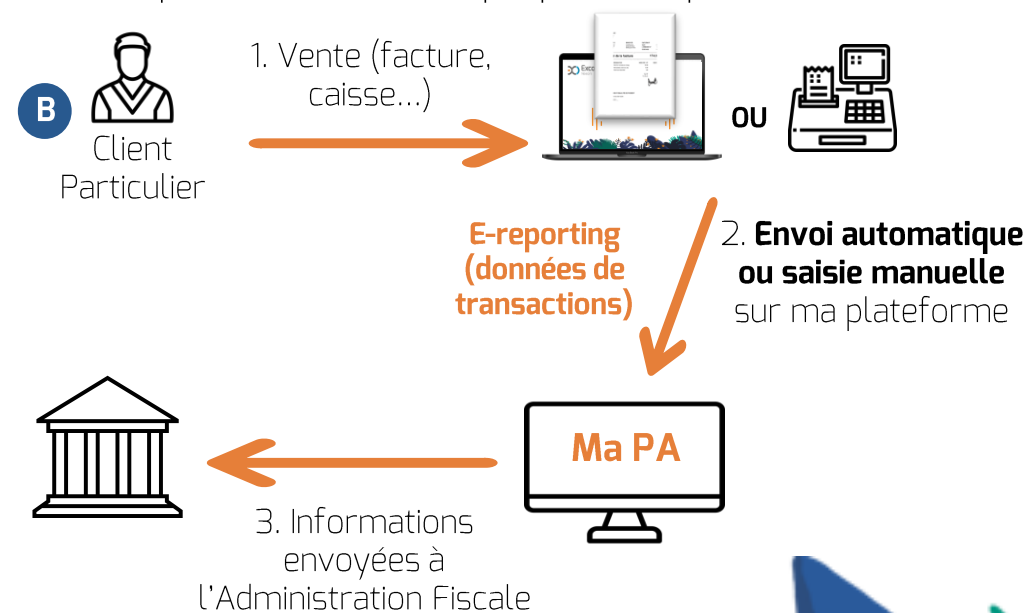 B
Client
Particulier
1. Vente (facture,
caisse...)
OU
E-reporting
(données de
transactions)
2. Envoi automatique
ou saisie manuelle
sur ma plateforme
Ma PA
3. Informations
envoyées à
l'Administration Fiscale